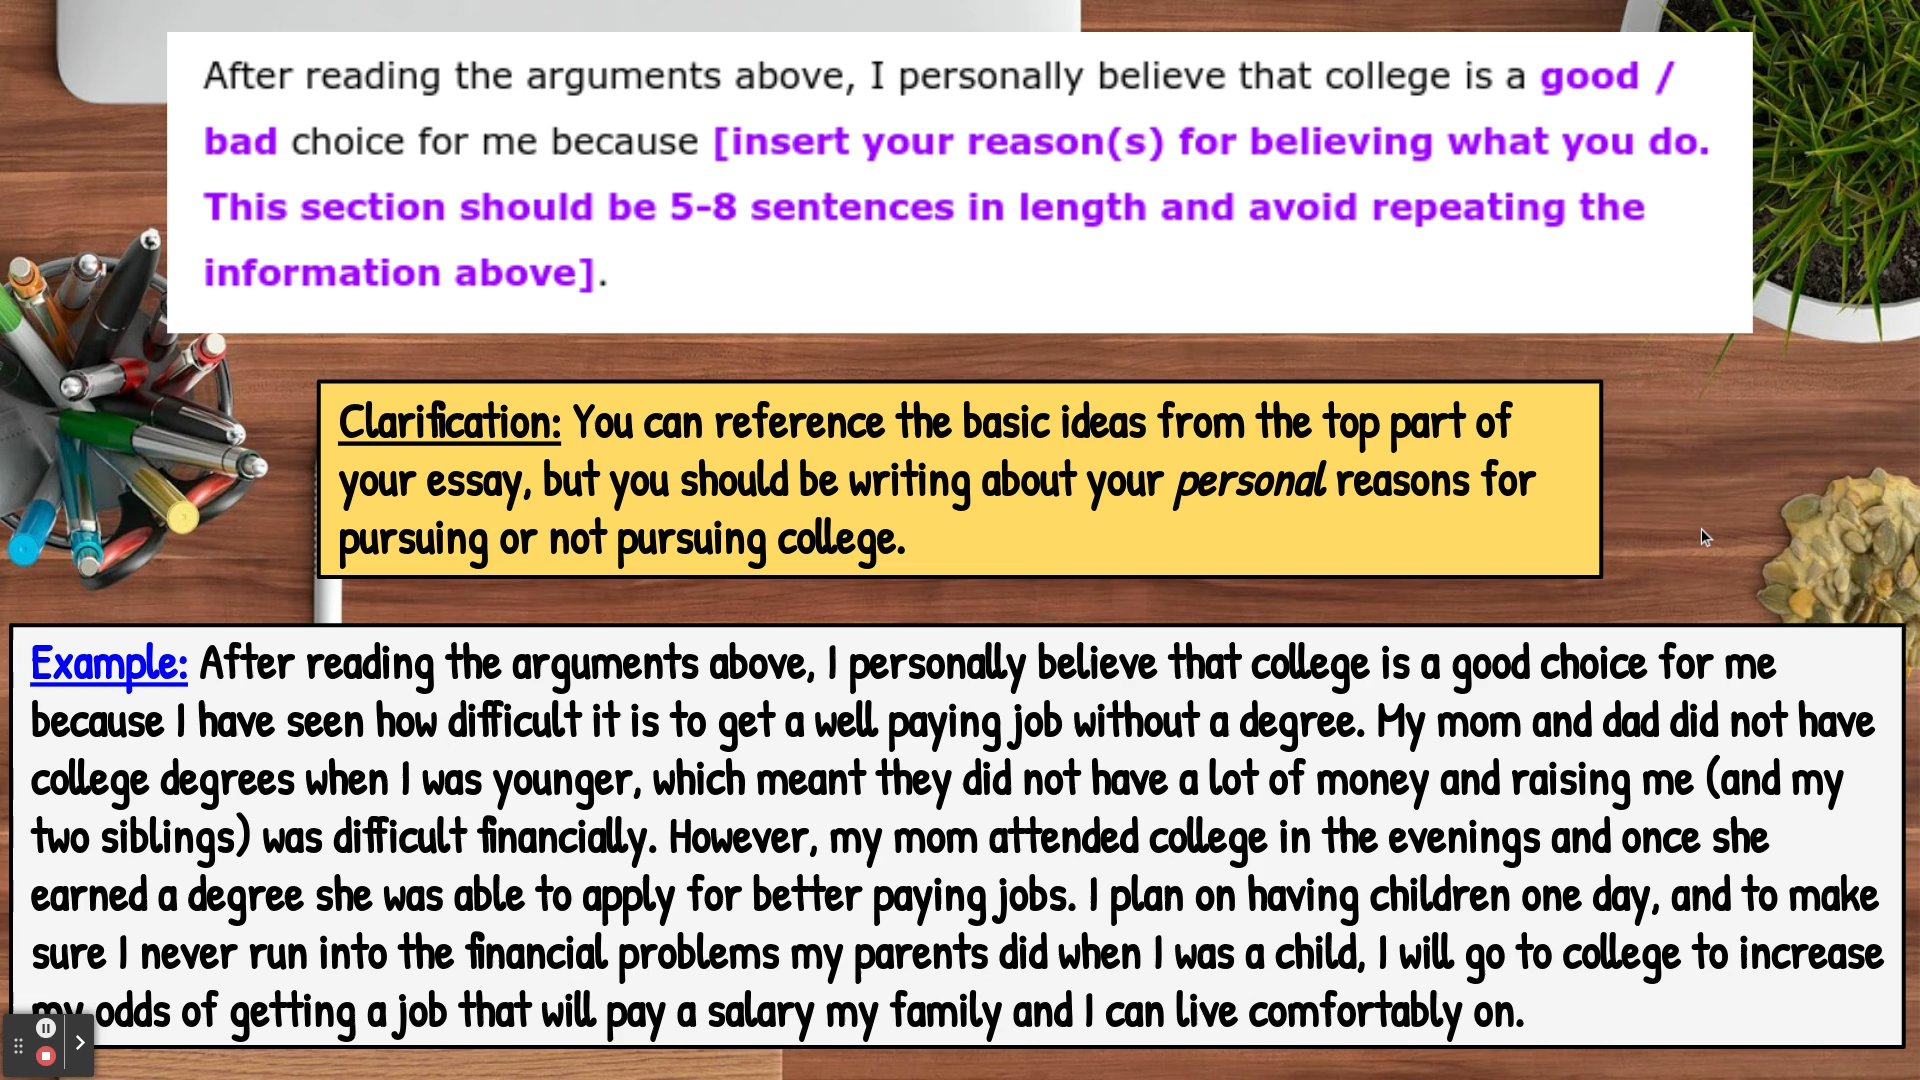 After reading the arguments above, I personally believe that college is a good /
bad choice for me because [insert your reason(s) for believing what you do.
This section should be 5-8 sentences in length and avoid repeating the
information above].
Clarification: You can reference the basic ideas from the top part of
your essay, but you should be writing about your personal reasons for
pursuing or not pursuing college.
Example: After reading the arguments above, I personally believe that college is a good choice for me
because I have seen how difficult it is to get a well paying job without a degree. My mom and dad did not have
college degrees when I was younger, which meant they did not have a lot of money and raising me (and my
two siblings) was difficult financially. However, my mom attended college in the evenings and once she
earned a degree she was able to apply for better paying jobs. I plan on having children one day, and to make
sure I never run into the financial problems my parents did when I was a child, I will go to college to increase
my odds of getting a job that will pay a salary my family and I can live comfortably on.